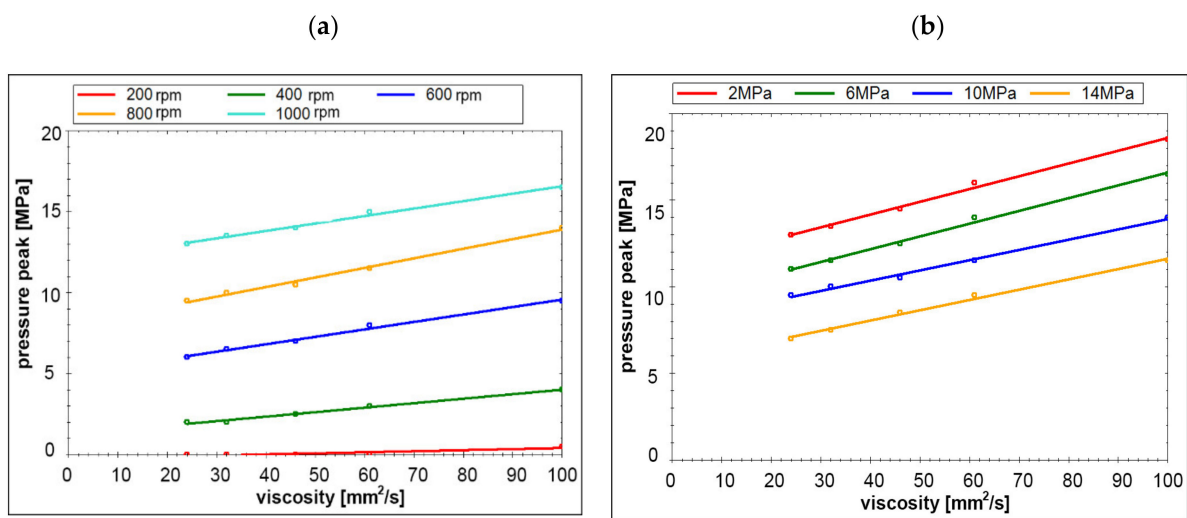 (a)
200 rpm 400 rpm 600 rpm
800 rpm 1000 rpm
20
15
10
5
0
pressure peak [MPa]
0 10 20 30 40 50 60 70 80 90 100
viscosity [mm²/s]
(b)
2MPa 6MPa 10MPa 14MPa
20
15
10
5
0
pressure peak [MPa]
0 10 20 30 40 50 60 70 80 90 100
viscosity [mm²/s]